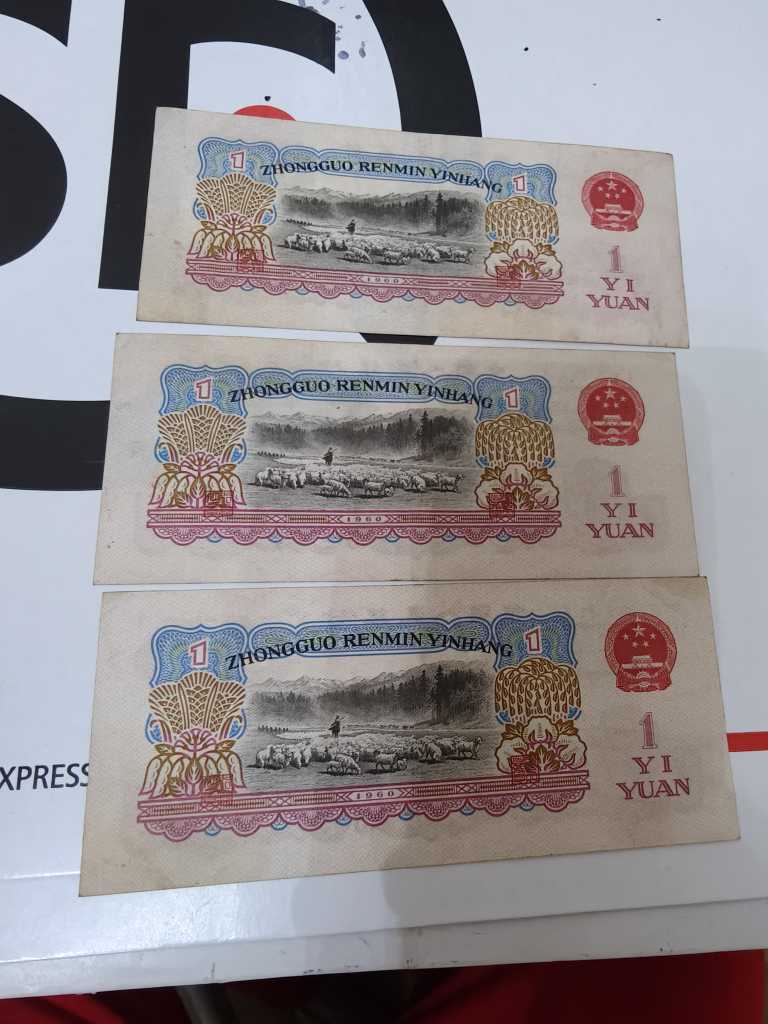 SF
1 ZHONGGUO RENMIN YINHANG 1
1960
1
YI
YUAN
1 ZHONGGUO RENMIN YINHANG 1
1960
1
YI
YUAN
1 ZHONGGUO RENMIN YINHANG 1
1960
1
YI
YUAN
XPRESS